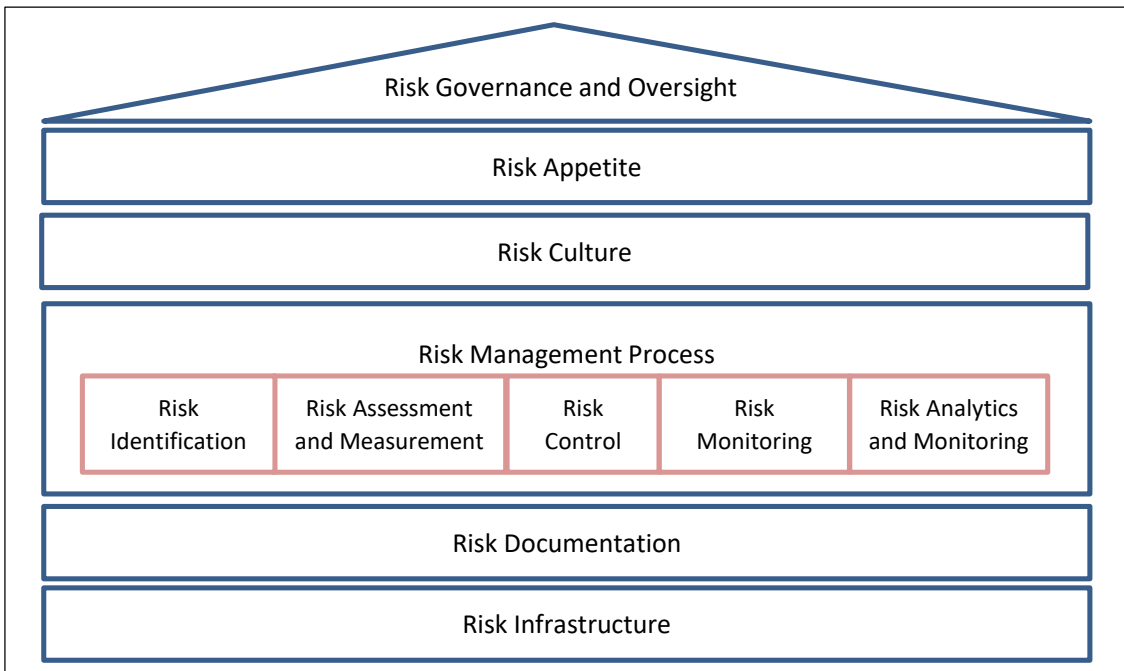 Risk Governance and Oversight
Risk Appetite
Risk Culture
Risk Management Process
Risk
Identification
Risk Assessment
and Measurement
Risk
Control
Risk
Monitoring
Risk Analytics
and Monitoring
Risk Documentation
Risk Infrastructure